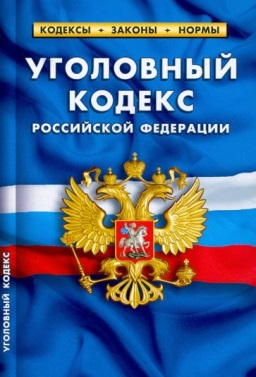 КОДЕКСЫ • ЗАКОНЫ • НОРМЫ
УГОЛОВНЫЙ
КОДЕКС
РОССИЙСКОЙ ФЕДЕРАЦИИ
УГОЛОВНЫЙ КОДЕКС